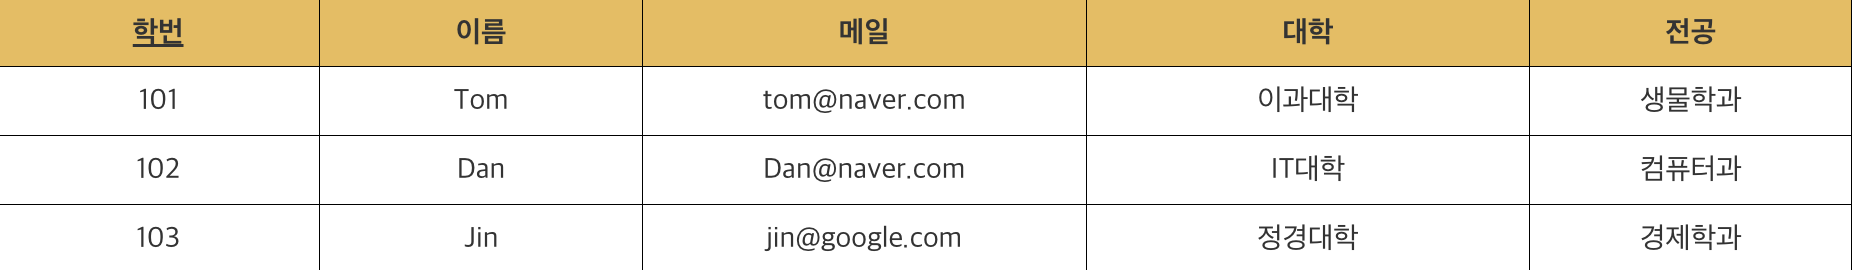 학번 이름 메일 대학 전공
101 Tom tom@naver.com 이과대학 생물학과
102 Dan Dan@naver.com IT대학 컴퓨터과
103 Jin jin@google.com 정경대학 경제학과